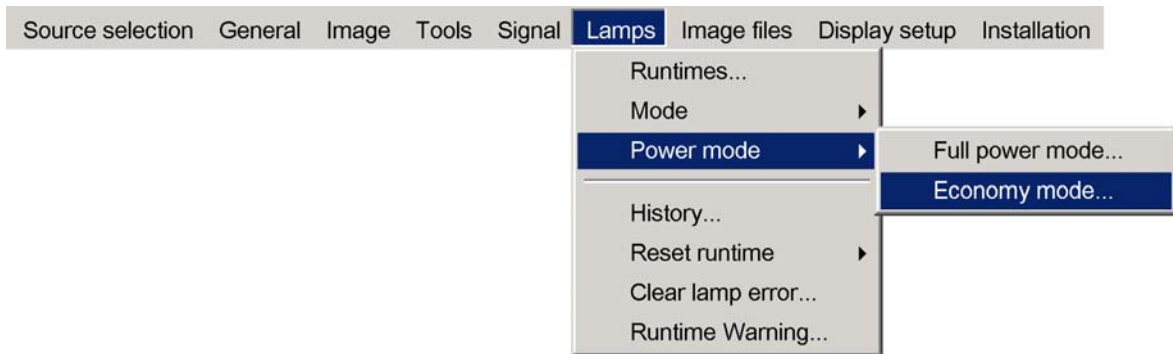 Source selection General Image Tools Signal Lamps Image files Display setup Installation
Runtimes...
Mode
Power mode
Full power mode...
Economy mode...
History...
Reset runtime
Clear lamp error...
Runtime Warning...